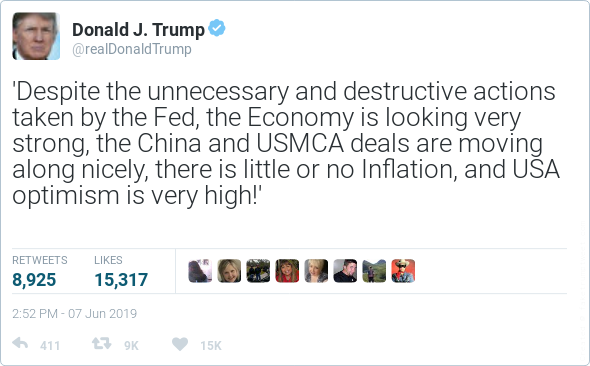 Donald J. Trump
@realDonaldTrump
'Despite the unnecessary and destructive actions
taken by the Fed, the Economy is looking very
strong, the China and USMCA deals are moving
along nicely, there is little or no Inflation, and USA
optimism is very high!'
RETWEETS LIKES
8,925 15,317
2:52 PM - 07 Jun 2019
411 9K 15K